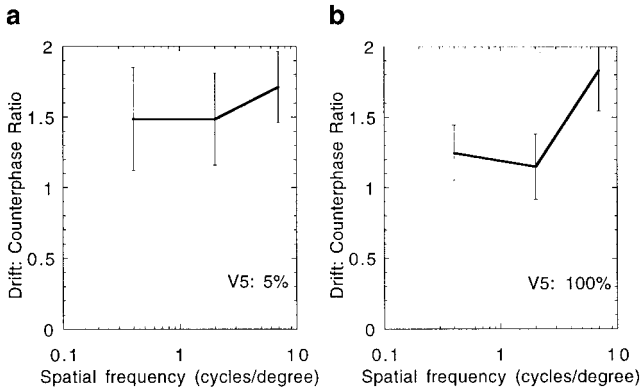 a
Drift: Counterphase Ratio
2
1.5
1
0.5
0
V5: 5%
0.1
1
10
Spatial frequency (cycles/degree)
b
Drift: Counterphase Ratio
2
1.5
1
0.5
0
V5: 100%
0.1
1
10
Spatial frequency (cycles/degree)